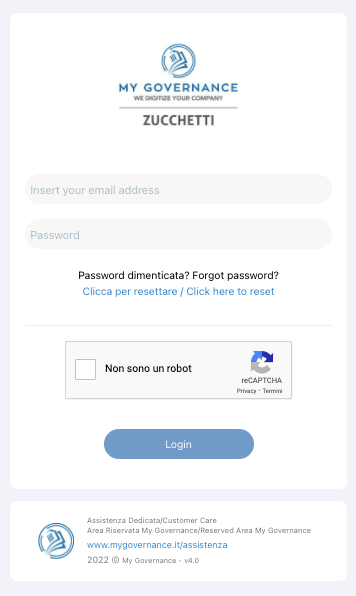 MY GOVERNANCE
WE DIGITIZE YOUR COMPANY
ZUCCHETTI
Insert your email address
Password
Password dimenticata? Forgot password?
Clicca per resettare / Click here to reset
Non sono un robot
reCAPTCHA
Privacy - Termini
Login
Assistenza Dedicata/Customer Care
Area Riservata My Governance/Reserved Area My Governance
www.mygovernance.it/assistenza
2022 © My Governance - v4.0